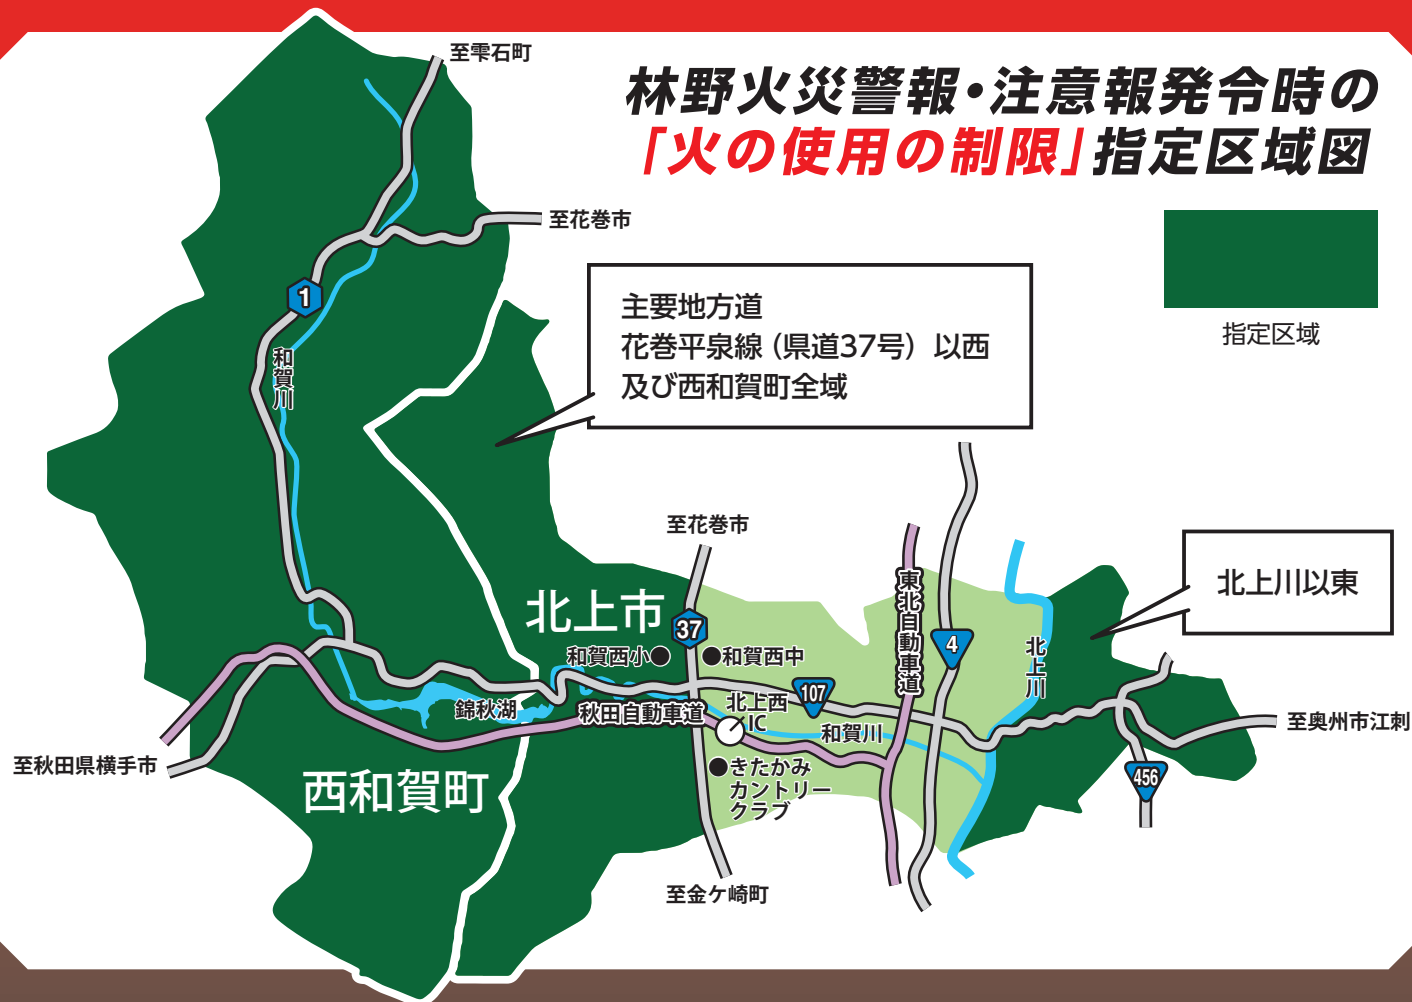 林野火災警報・注意報発令時の
「火の使用の制限」指定区域図
指定区域
至雫石町
至花巻市
主要地方道
花巻平泉線（県道37号）以西
及び西和賀町全域
1
和賀川
至花巻市
北上川以東
北上市
37
和賀西小
和賀西中
東北自動車道
4
北上川
107
北上西
IC
錦秋湖
秋田自動車道
和賀川
至奥州市江刺
至秋田県横手市
西和賀町
きたかみ
カントリー
クラブ
456
至金ケ崎町